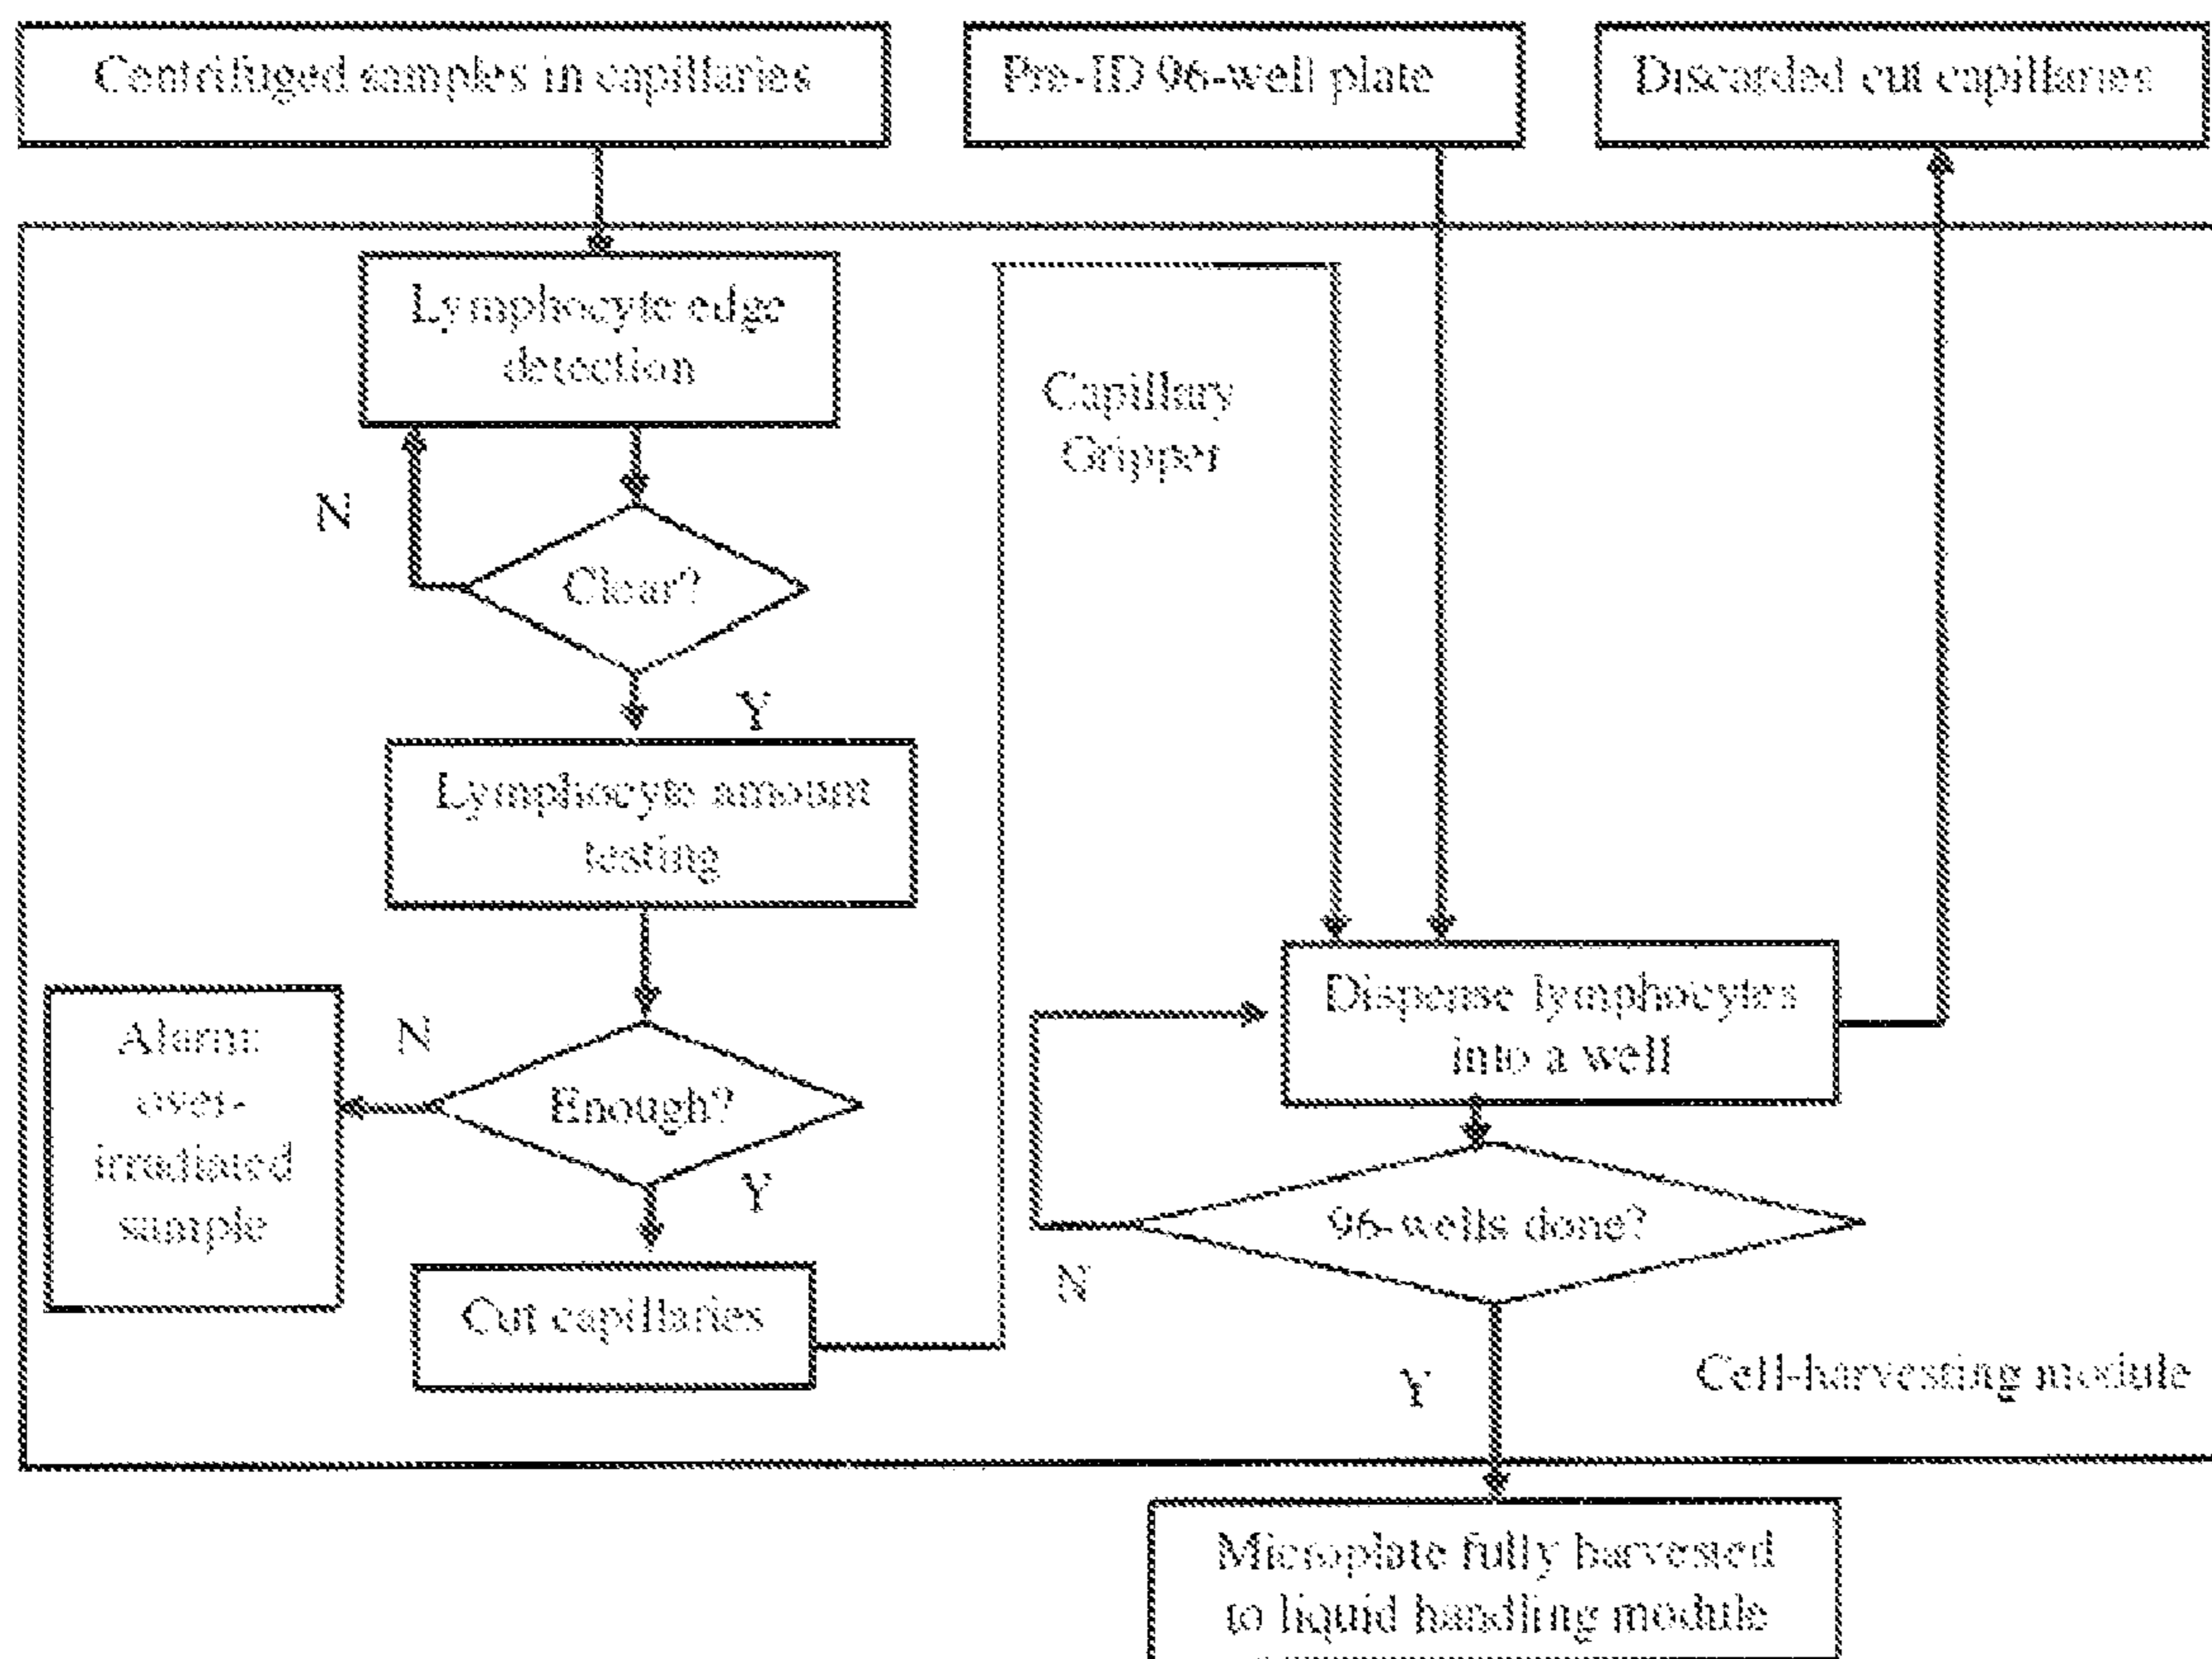 Centrifuged samples in capillaries
Pre-ID 96-well plate
Discarded cut capillaries
Lymphocyte edge
detection
Capillary
Gripper
N
Clear?
Y
Lymphocyte amount
testing
Alarm:
over-
irradiated
sample
N
Enough?
Y
Cut capillaries
Dispense lymphocytes
into a well
96-wells done?
N
Y
Cell-harvesting module
Microplate fully harvested
to liquid handling module